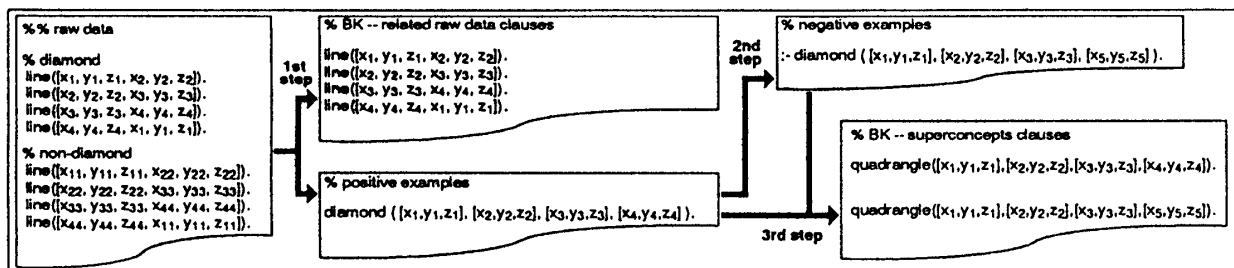 %% raw data
% diamond
line([x1, y1, z1, x2, y2, z2]).
line([x2, y2, z2, x3, y3, z3]).
line([x3, y3, z3, x4, y4, z4]).
line([x4, y4, z4, x1, y1, z1]).
% non-diamond
line([x11, y11, z11, x22, y22, z22]).
line([x22, y22, z22, x33, y33, z33]).
line([x33, y33, z33, x44, y44, z44]).
line([x44, y44, z44, x11, y11, z11]).
1st
step
% BK -- related raw data clauses
line([x1, y1, z1, x2, y2, z2]).
line([x2, y2, z2, x3, y3, z3]).
line([x3, y3, z3, x4, y4, z4]).
line([x4, y4, z4, x1, y1, z1]).
% positive examples
diamond ( [x1,y1,z1], [x2,y2,z2], [x3,y3,z3], [x4,y4,z4] ).
2nd
step
% negative examples
:- diamond ( [x1,y1,z1], [x2,y2,z2], [x3,y3,z3], [x5,y5,z5] ).
3rd step
% BK -- superconcepts clauses
quadrangle([x1,y1,z1],[x2,y2,z2],[x3,y3,z3],[x4,y4,z4]).
quadrangle([x1,y1,z1],[x2,y2,z2],[x3,y3,z3],[x5,y5,z5]).